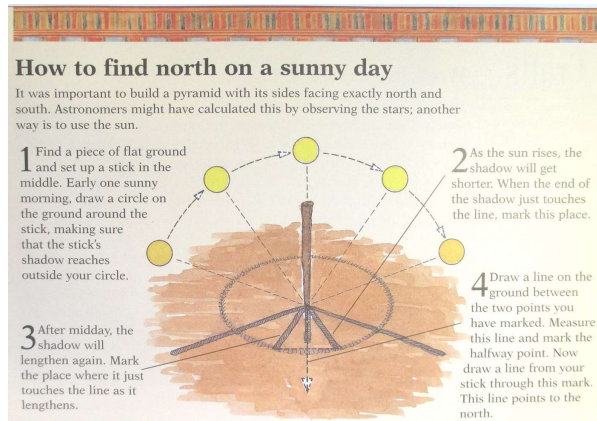 How to find north on a sunny day
It was important to build a pyramid with its sides facing exactly north and
south. Astronomers might have calculated this by observing the stars; another
way is to use the sun.
1 Find a piece of flat ground
and set up a stick in the
middle. Early one sunny
morning, draw a circle on
the ground around the
stick, making sure
that the stick's
shadow reaches
outside your circle.
2 As the sun rises, the
shadow will get
shorter. When the end of
the shadow just touches
the line, mark this place.
3 After midday, the
shadow will
lengthen again. Mark
the place where it just
touches the line as it
lengthens.
4 Draw a line on the
ground between
the two points you
have marked. Measure
this line and mark the
halfway point. Now
draw a line from your
stick through this mark.
This line points to the
north.